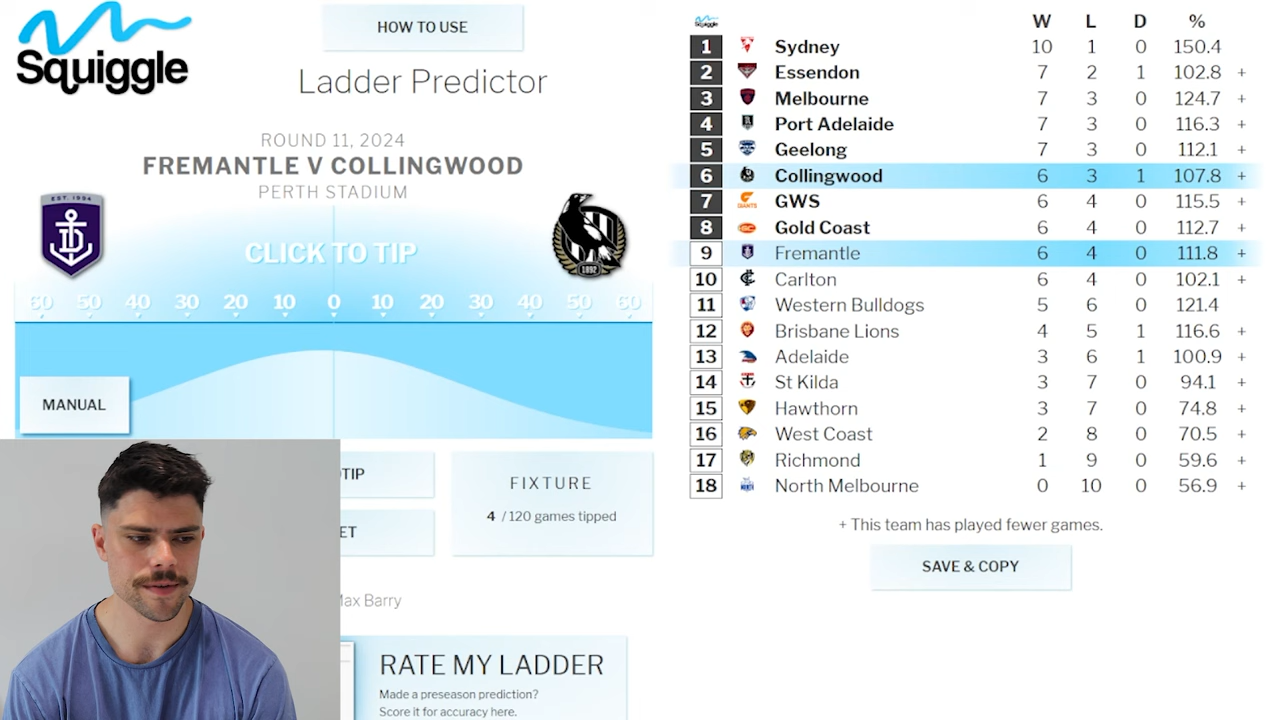 Squiggle
HOW TO USE
Ladder Predictor
ROUND 11, 2024
FREMANTLE V COLLINGWOOD
PERTH STADIUM
EST. 1994
1892
CLICK TO TIP
60 50 40 30 20 10 0 10 20 30 40 50 60
MANUAL
TIP
ET
FIXTURE
4 / 120 games tipped
Max Barry
RATE MY LADDER
Made a preseason prediction?
Score it for accuracy here.
Squiggle W L D %
1 Sydney 10 1 0 150.4
2 Essendon 7 2 1 102.8 +
3 Melbourne 7 3 0 124.7 +
4 Port Adelaide 7 3 0 116.3 +
5 Geelong 7 3 0 112.1 +
6 Collingwood 6 3 1 107.8 +
7 GWS 6 4 0 115.5 +
8 Gold Coast 6 4 0 112.7 +
9 Fremantle 6 4 0 111.8 +
10 Carlton 6 4 0 102.1 +
11 Western Bulldogs 5 6 0 121.4
12 Brisbane Lions 4 5 1 116.6 +
13 Adelaide 3 6 1 100.9 +
14 St Kilda 3 7 0 94.1 +
15 Hawthorn 3 7 0 74.8 +
16 West Coast 2 8 0 70.5 +
17 Richmond 1 9 0 59.6 +
18 North Melbourne 0 10 0 56.9 +
+ This team has played fewer games.
SAVE & COPY